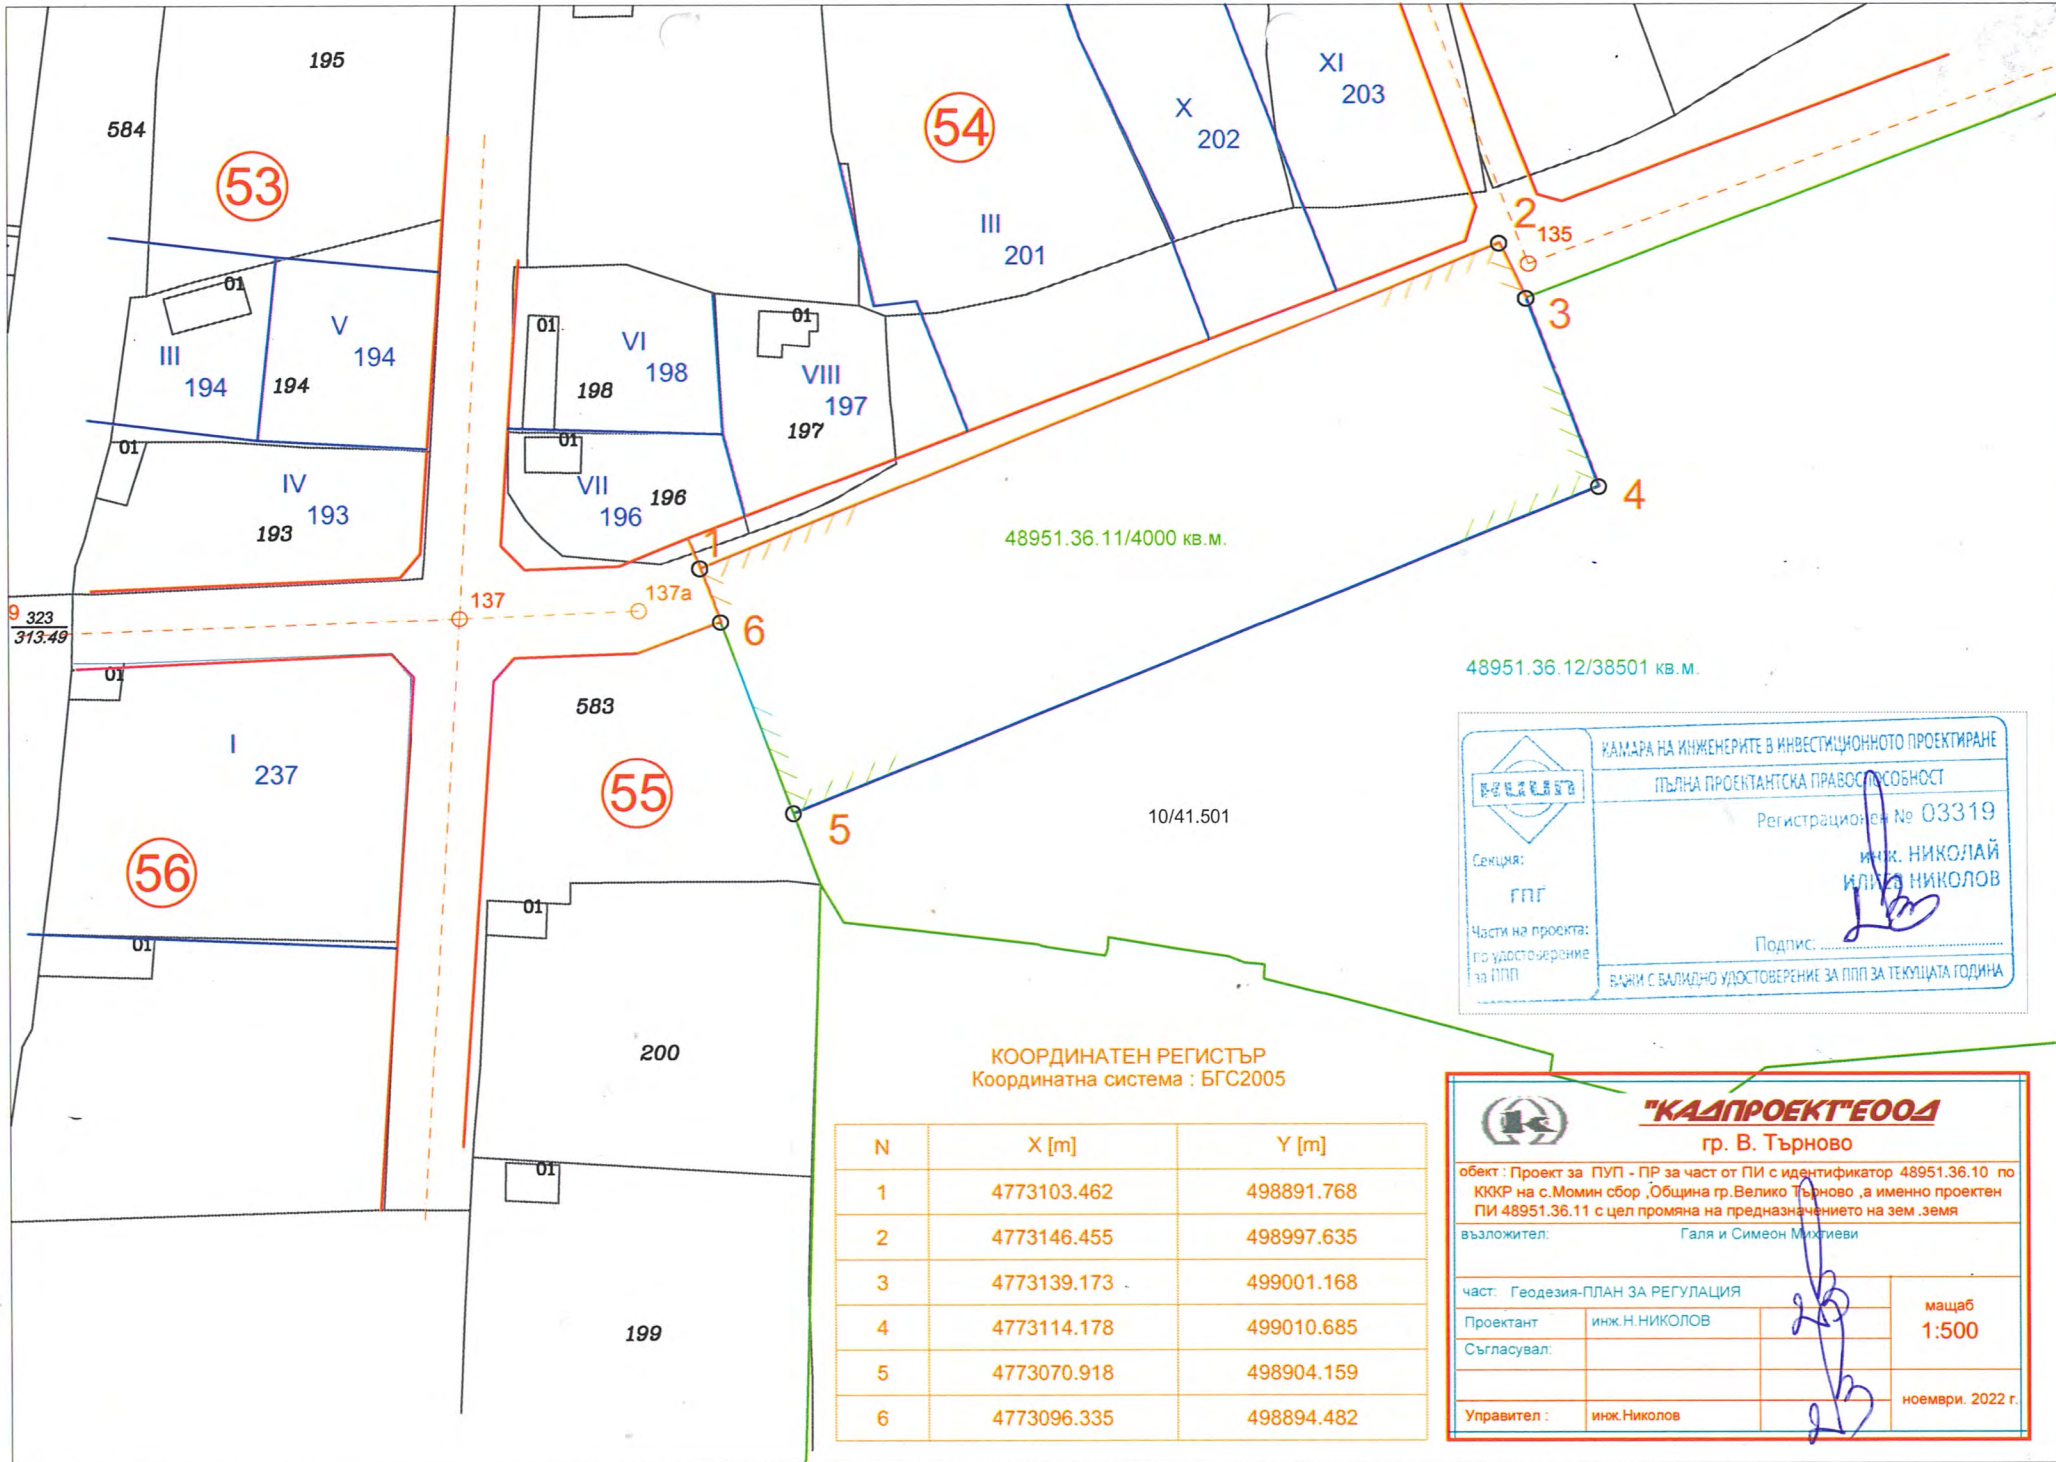 195
584
53
54
XI
203
X
202
III
201
2
135
3
01
V
194
III
194
194
01
VI
198
198
01
VIII
197
197
01
IV
193
193
01
VII
196
196
4
1
48951.36.11/4000 кв.м.
137
137a
6
9
323
313.49
01
583
48951.36.12/38501 кв.м.
I
237
55
5
10/41.501
56
01
01
200
01
199
КИИП
КАМАРА НА ИНЖЕНЕРИТЕ В ИНВЕСТИЦИОННОТО ПРОЕКТИРАНЕ
ПЪЛНА ПРОЕКТАНТСКА ПРАВОСПОСОБНОСТ
Регистрационен № 03319
Секция:
ГПГ
инж. НИКОЛАЙ
ИЛИЕВ НИКОЛОВ
Части на проекта:
по удостоверение
за ППП
Подпис:
ВАЖИ С ВАЛИДНО УДОСТОВЕРЕНИЕ ЗА ППП ЗА ТЕКУЩАТА ГОДИНА
КООРДИНАТЕН РЕГИСТЪР
Координатна система : БГС2005
N X [m] Y [m]
1 4773103.462 498891.768
2 4773146.455 498997.635
3 4773139.173 499001.168
4 4773114.178 499010.685
5 4773070.918 498904.159
6 4773096.335 498894.482
К
"КАДПРОЕКТ"ЕООД
гр. В. Търново
обект : Проект за ПУП - ПР за част от ПИ с идентификатор 48951.36.10 по
КККР на с.Момин сбор ,Община гр.Велико Търново ,а именно проектен
ПИ 48951.36.11 с цел промяна на предназначението на зем .земя
възложител: Галя и Симеон Михтиеви
част: Геодезия-ПЛАН ЗА РЕГУЛАЦИЯ
мащаб
1:500
Проектант инж.Н.НИКОЛОВ
Съгласувал:
ноември. 2022 г.
Управител : инж.Николов